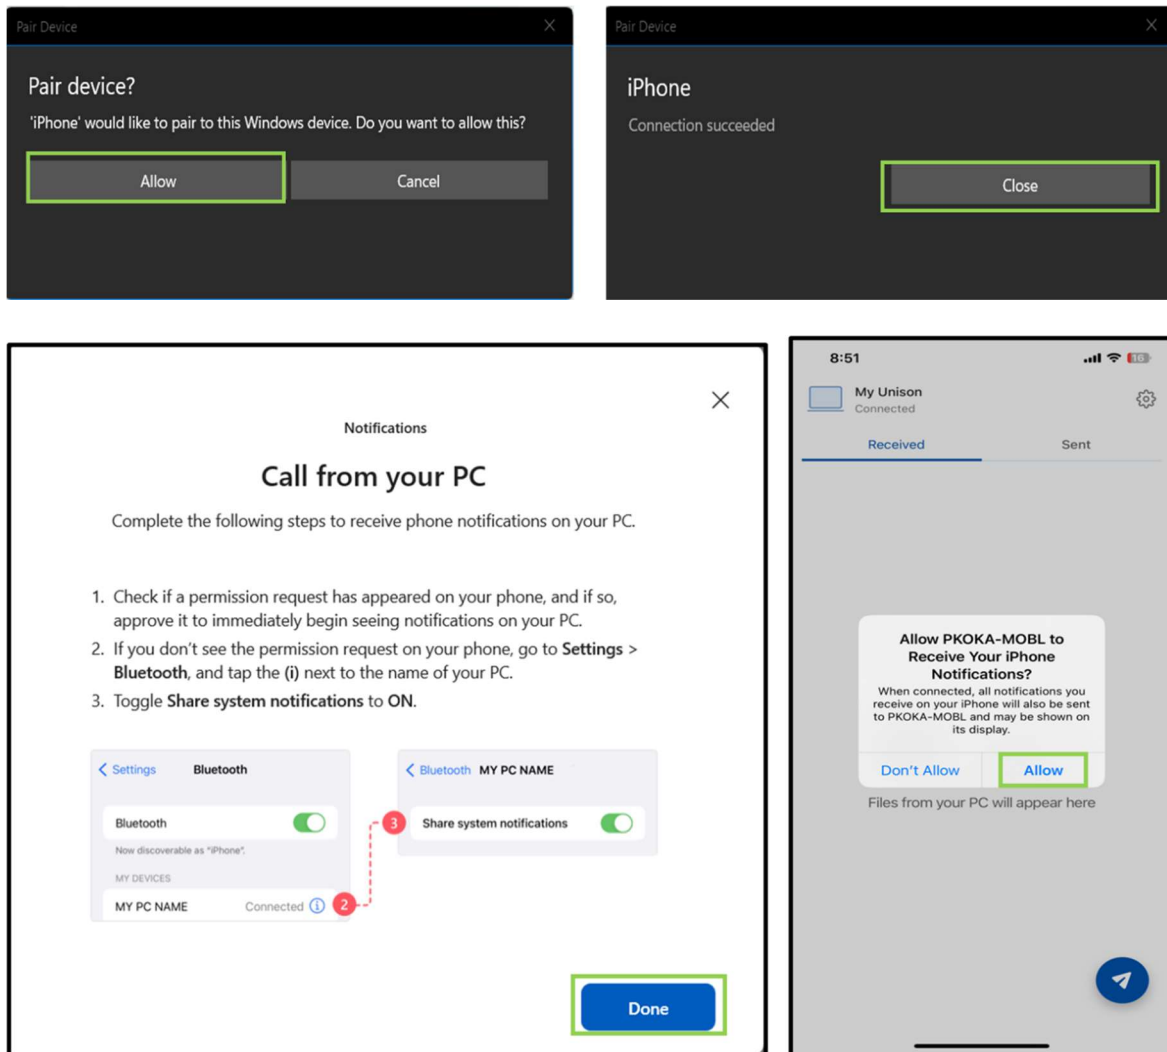 Pair Device
Pair device?
'iPhone' would like to pair to this Windows device. Do you want to allow this?
Allow
Cancel
Pair Device
iPhone
Connection succeeded
Close
Notifications
Call from your PC
Complete the following steps to receive phone notifications on your PC.
1. Check if a permission request has appeared on your phone, and if so,
approve it to immediately begin seeing notifications on your PC.
2. If you don't see the permission request on your phone, go to Settings >
Bluetooth, and tap the (i) next to the name of your PC.
3. Toggle Share system notifications to ON.
Settings Bluetooth
Bluetooth
Now discoverable as "iPhone".
MY DEVICES
MY PC NAME Connected i 2
Bluetooth MY PC NAME
3 Share system notifications
Done
8:51
16
My Unison
Connected
Received Sent
Allow PKOKA-MOBL to
Receive Your iPhone
Notifications?
When connected, all notifications you
receive on your iPhone will also be sent
to PKOKA-MOBL and may be shown on
its display.
Don't Allow Allow
Files from your PC will appear here